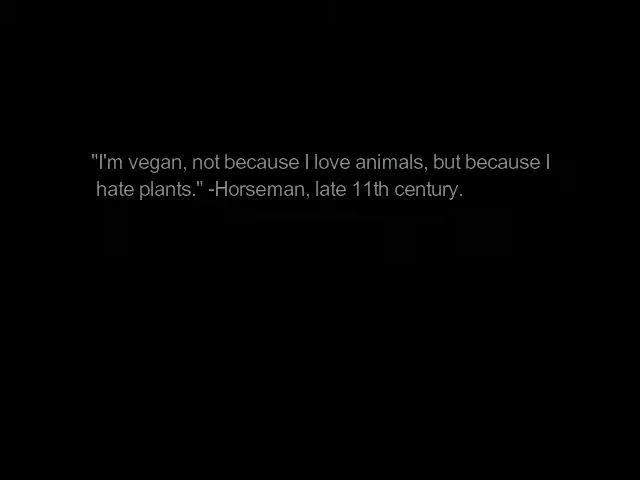 "I'm vegan, not because I love animals, but because I
hate plants." -Horseman, late 11th century.